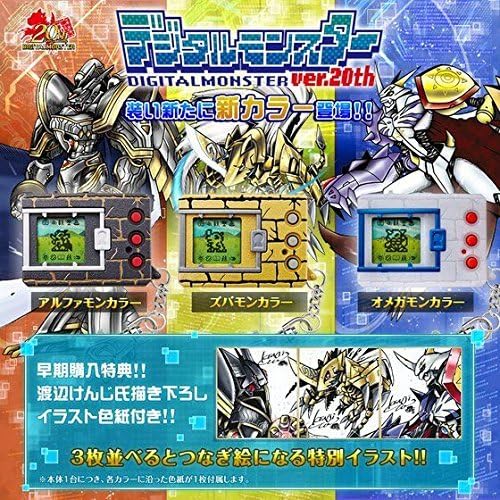 20th
DIGITALMONSTER
デジタルモンスター
DIGITALMONSTER ver.20th
装い新たに新カラー登場!!
アルファモンカラー
ズバモンカラー
オメガモンカラー
早期購入特典!!
渡辺けんじ氏描き下ろし
イラスト色紙付き!!
3枚並べるとつなぎ絵になる特別イラスト!!
※本体1台につき、各カラーに沿った色紙が1枚付属します。